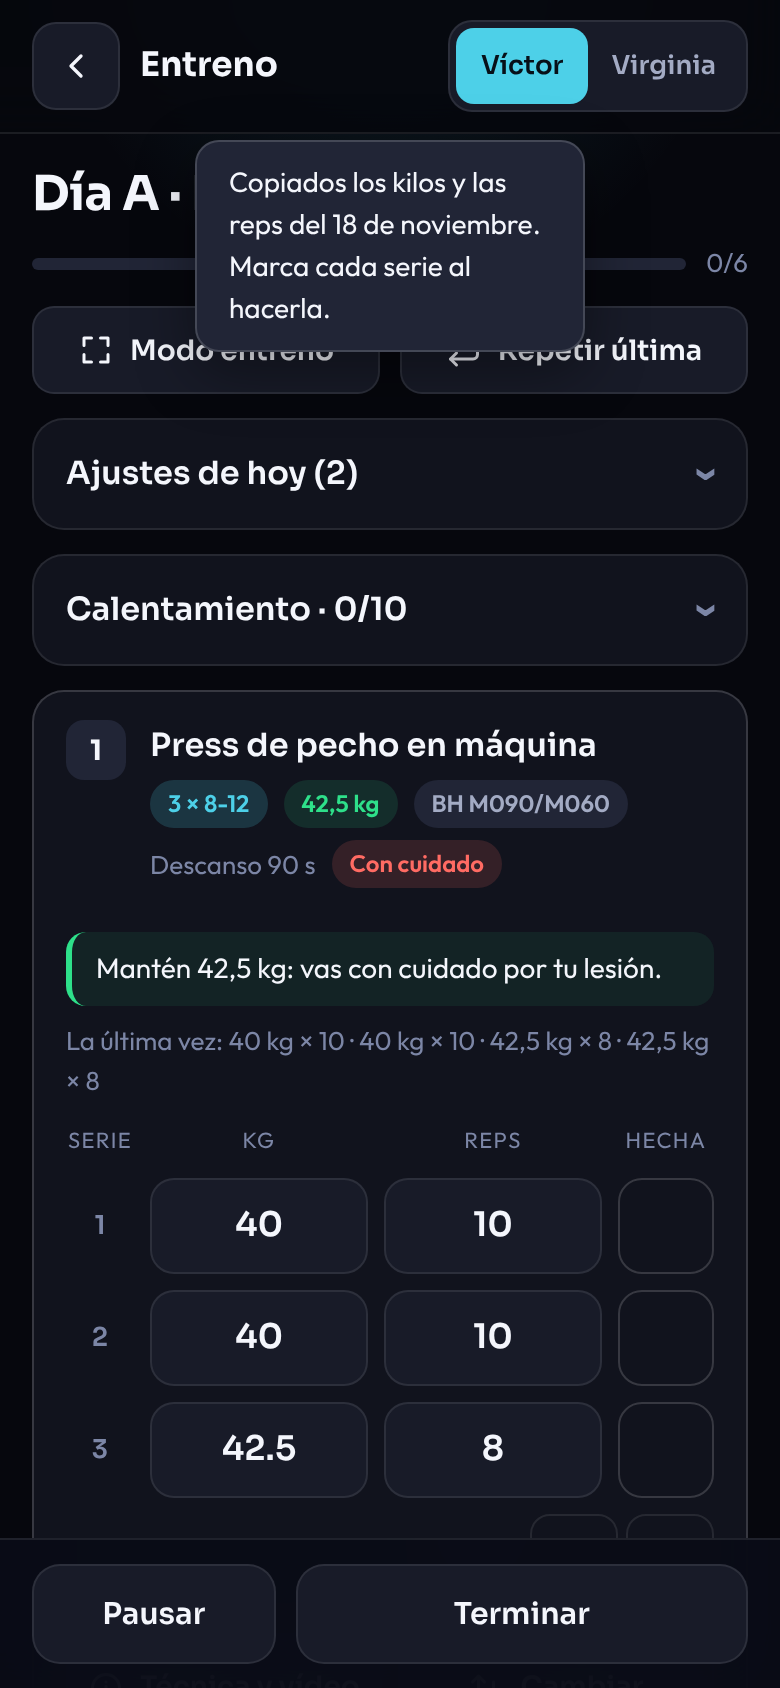 Entreno
Víctor
Virginia
Copiados los kilos y las
reps del 18 de noviembre.
Marca cada serie al
hacerla.
Día A ·
0/6
Modo entreno
Repetir última
Ajustes de hoy (2)
Calentamiento · 0/10
1
Press de pecho en máquina
3 × 8-12
42,5 kg
BH M090/M060
Descanso 90 s
Con cuidado
Mantén 42,5 kg: vas con cuidado por tu lesión.
La última vez: 40 kg × 10 · 40 kg × 10 · 42,5 kg × 8 · 42,5 kg
× 8
SERIE KG REPS HECHA
1 40 10
2 40 10
3 42.5 8
Pausar
Terminar
Técnica y vídeo
Cambiar